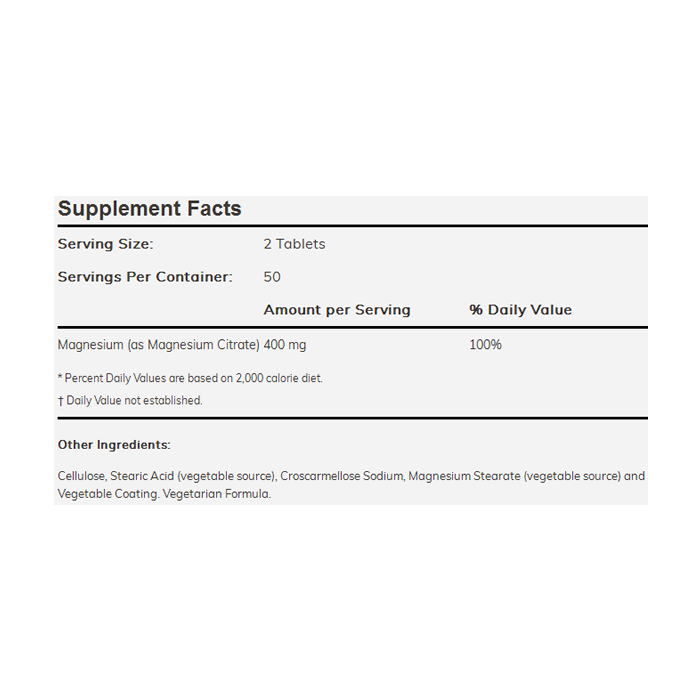 Supplement Facts
Serving Size: 2 Tablets
Servings Per Container: 50
Amount per Serving % Daily Value
Magnesium (as Magnesium Citrate) 400 mg 100%
* Percent Daily Values are based on 2,000 calorie diet.
† Daily Value not established.
Other Ingredients:
Cellulose, Stearic Acid (vegetable source), Croscarmellose Sodium, Magnesium Stearate (vegetable source) and
Vegetable Coating. Vegetarian Formula.